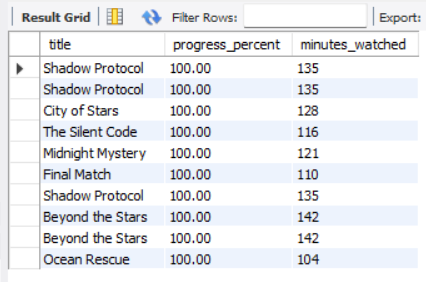 Result Grid Filter Rows: Export:
title progress_percent minutes_watched
Shadow Protocol 100.00 135
Shadow Protocol 100.00 135
City of Stars 100.00 128
The Silent Code 100.00 116
Midnight Mystery 100.00 121
Final Match 100.00 110
Shadow Protocol 100.00 135
Beyond the Stars 100.00 142
Beyond the Stars 100.00 142
Ocean Rescue 100.00 104